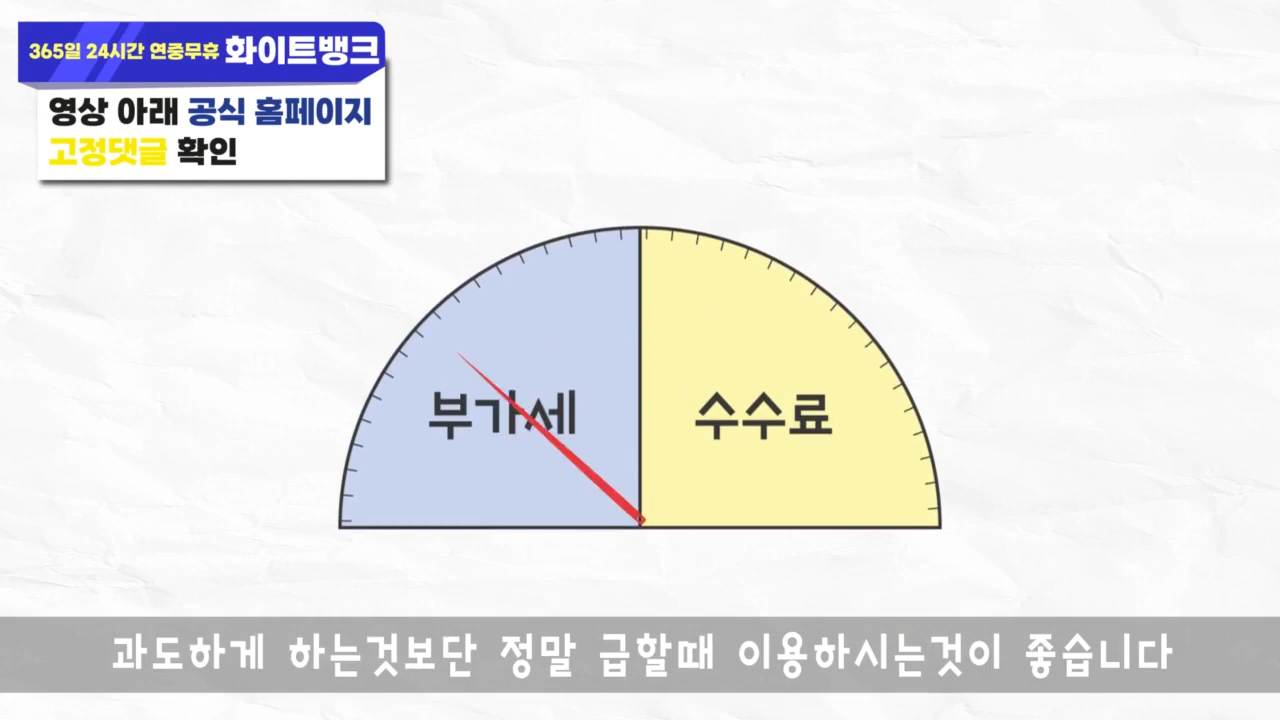 365일 24시간 연중무휴 화이트뱅크
영상 아래 공식 홈페이지
고정댓글 확인
부가세
수수료
과도하게 하는것보단 정말 급할때 이용하시는것이 좋습니다